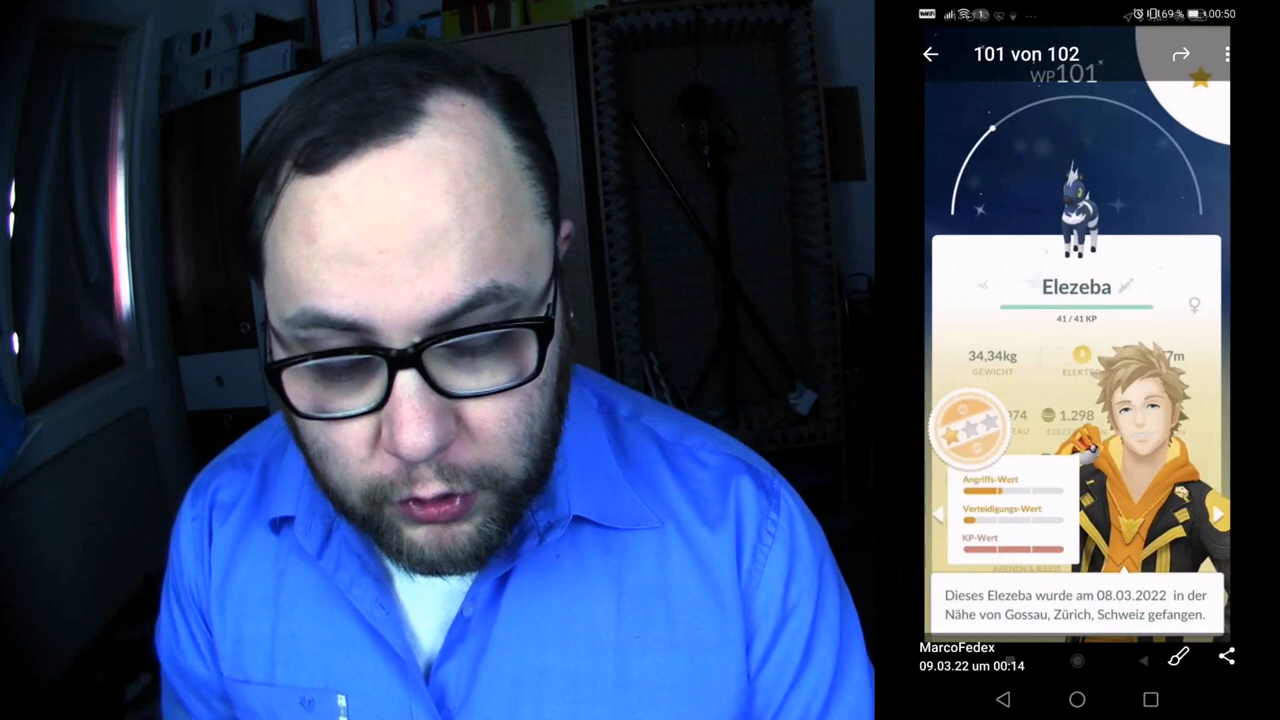 00:50
101 von 102
WP101
Elezeba
41 / 41 KP
34,34kg
GEWICHT
1.298
Angriffs-Wert
Verteidigungs-Wert
KP-Wert
ARENEN & RAIDS
Dieses Elezeba wurde am 08.03.2022 in der
Nähe von Gossau, Zürich, Schweiz gefangen.
MarcoFedex
09.03.22 um 00:14